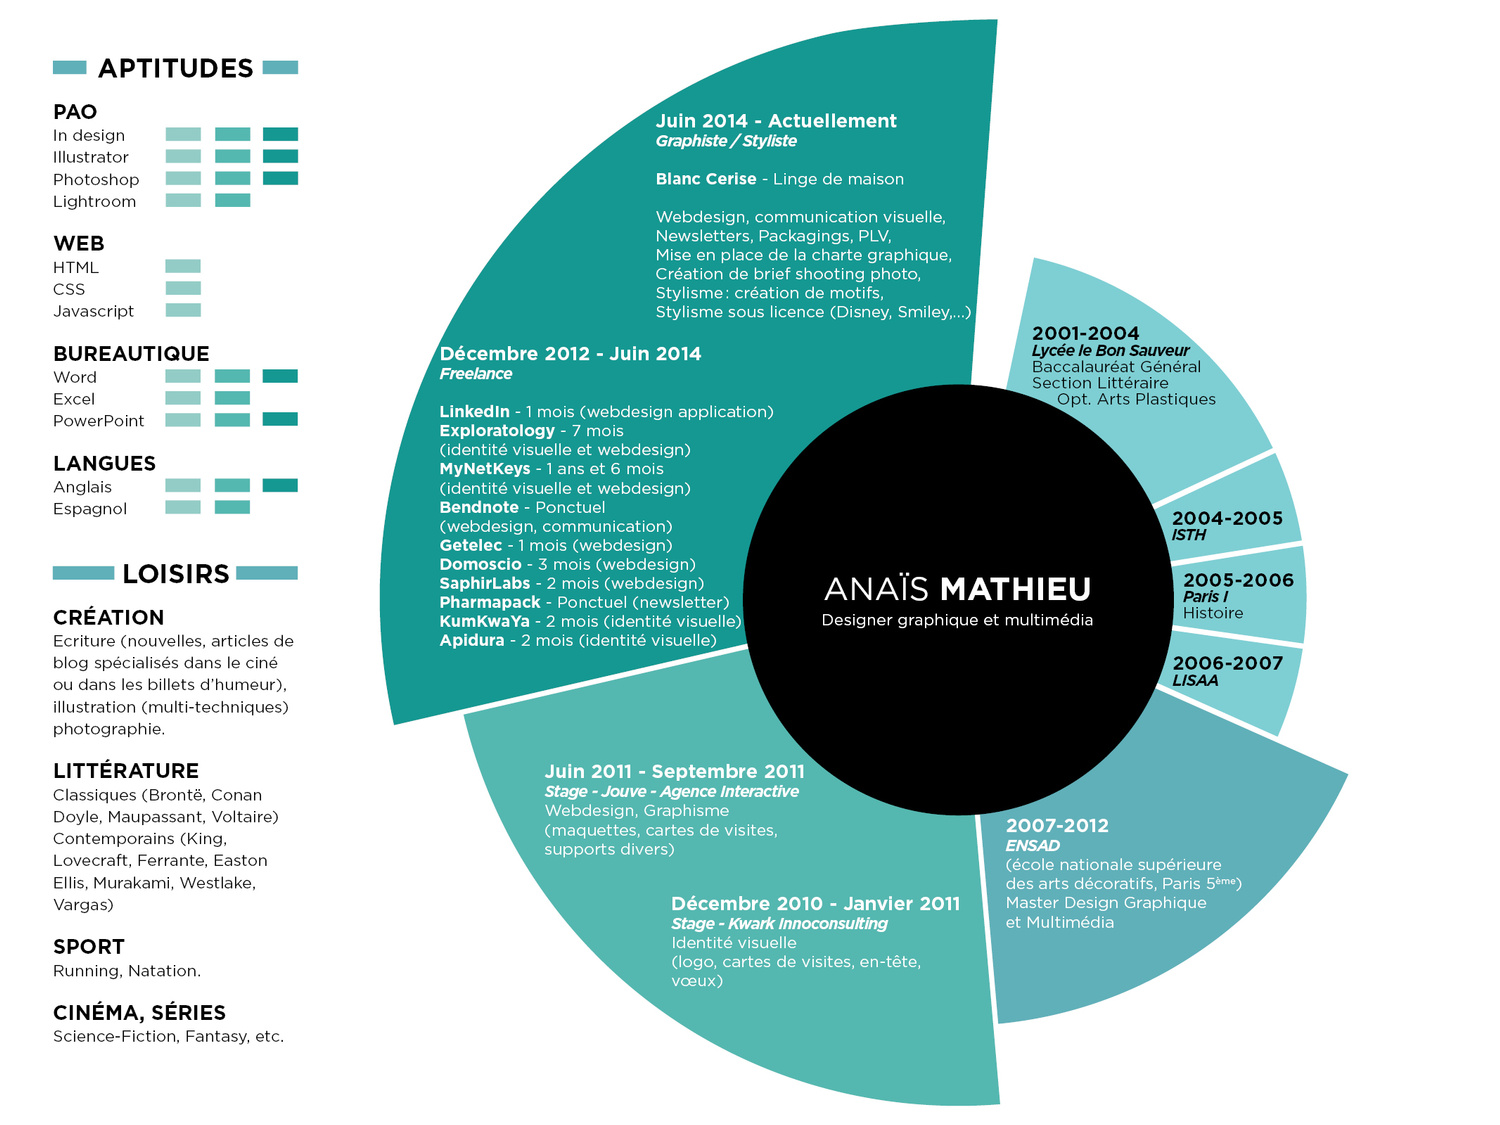 APTITUDES
PAO
In design
Illustrator
Photoshop
Lightroom
WEB
HTML
CSS
Javascript
BUREAUTIQUE
Word
Excel
PowerPoint
LANGUES
Anglais
Espagnol
LOISIRS
CRÉATION
Ecriture (nouvelles, articles de
blog spécialisés dans le ciné
ou dans les billets d’humeur),
illustration (multi-techniques)
photographie.
LITTÉRATURE
Classiques (Brontë, Conan
Doyle, Maupassant, Voltaire)
Contemporains (King,
Lovecraft, Ferrante, Easton
Ellis, Murakami, Westlake,
Vargas)
SPORT
Running, Natation.
CINÉMA, SÉRIES
Science-Fiction, Fantasy, etc.
Juin 2014 - Actuellement
Graphiste / Styliste
Blanc Cerise - Linge de maison
Webdesign, communication visuelle,
Newsletters, Packagings, PLV,
Mise en place de la charte graphique,
Création de brief shooting photo,
Stylisme : création de motifs,
Stylisme sous licence (Disney, Smiley,...)
Décembre 2012 - Juin 2014
Freelance
LinkedIn - 1 mois (webdesign application)
Exploratology - 7 mois
(identité visuelle et webdesign)
MyNetKeys - 1 ans et 6 mois
(identité visuelle et webdesign)
Bendnote - Ponctuel
(webdesign, communication)
Getelec - 1 mois (webdesign)
Domoscio - 3 mois (webdesign)
SaphirLabs - 2 mois (webdesign)
Pharmapack - Ponctuel (newsletter)
KumKwaYa - 2 mois (identité visuelle)
Apidura - 2 mois (identité visuelle)
Juin 2011 - Septembre 2011
Stage - Jouve - Agence Interactive
Webdesign, Graphisme
(maquettes, cartes de visites,
supports divers)
Décembre 2010 - Janvier 2011
Stage - Kwark Innoconsulting
Identité visuelle
(logo, cartes de visites, en-tête,
vœux)
ANAÏS MATHIEU
Designer graphique et multimédia
2001-2004
Lycée le Bon Sauveur
Baccalauréat Général
Section Littéraire
Opt. Arts Plastiques
2004-2005
ISTH
2005-2006
Paris I
Histoire
2006-2007
LISAA
2007-2012
ENSAD
(école nationale supérieure
des arts décoratifs, Paris 5ème)
Master Design Graphique
et Multimédia